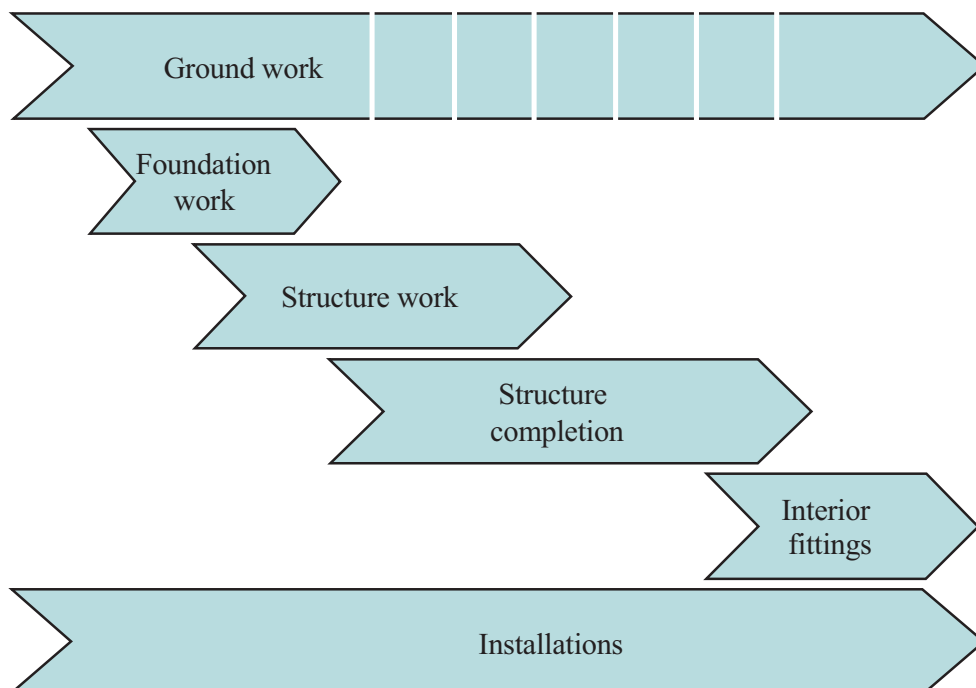 Ground work
Foundation
work
Structure work
Structure
completion
Interior
fittings
Installations